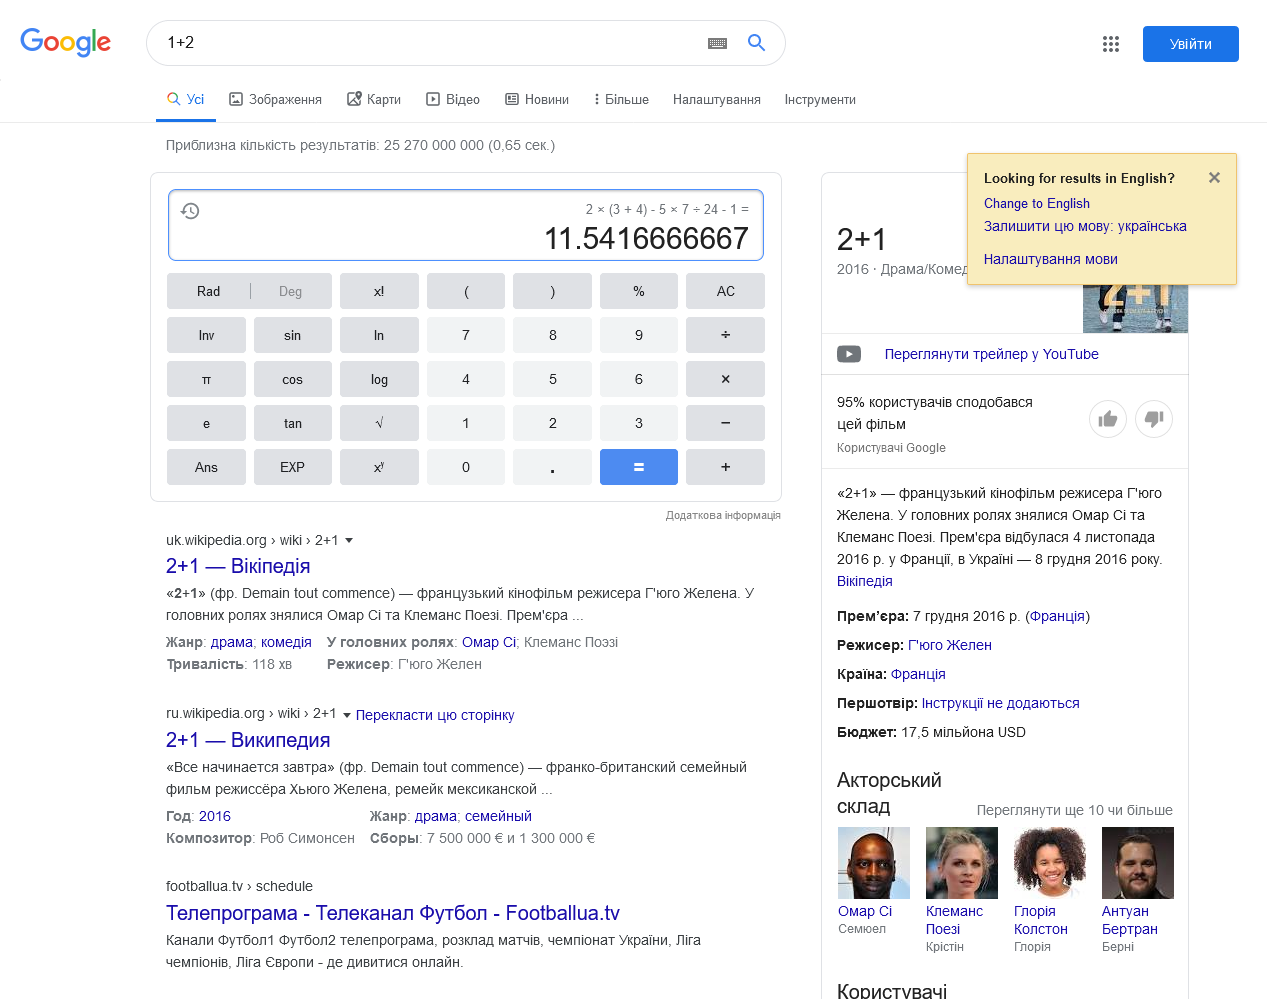 Google
1+2
Увійти
Усі
Зображення
Карти
Відео
Новини
Більше
Налаштування
Інструменти
Приблизна кількість результатів: 25 270 000 000 (0,65 сек.)
Looking for results in English?
Change to English
Залишити цю мову: українська
Налаштування мови
2 × (3 + 4) - 5 × 7 ÷ 24 - 1 =
11.5416666667
Rad Deg x! ( ) % AC
Inv sin ln 7 8 9 ÷
π cos log 4 5 6 ×
e tan √ 1 2 3 −
Ans EXP xʸ 0 . = +
Додаткова інформація
uk.wikipedia.org › wiki › 2+1
2+1 — Вікіпедія
«2+1» (фр. Demain tout commence) — французький кінофільм режисера Г'юго Желена. У
головних ролях знялися Омар Сі та Клеманс Поезі. Прем'єра ...
Жанр: драма; комедія У головних ролях: Омар Сі; Клеманс Поэзі
Тривалість: 118 хв Режисер: Г'юго Желен
ru.wikipedia.org › wiki › 2+1 Перекласти цю сторінку
2+1 — Википедия
«Все начинается завтра» (фр. Demain tout commence) — франко-британский семейный
фильм режиссёра Хьюго Желена, ремейк мексиканской ...
Год: 2016 Жанр: драма; семейный
Композитор: Роб Симонсен Сборы: 7 500 000 € и 1 300 000 €
footballua.tv › schedule
Телепрограма - Телеканал Футбол - Footballua.tv
Канали Футбол1 Футбол2 телепрограма, розклад матчів, чемпіонат України, Ліга
чемпіонів, Ліга Європи - де дивитися онлайн.
2+1
2016 · Драма/Комед
2+1
Переглянути трейлер у YouTube
95% користувачів сподобався
цей фільм
Користувачі Google
«2+1» — французький кінофільм режисера Г'юго
Желена. У головних ролях знялися Омар Сі та
Клеманс Поезі. Прем'єра відбулася 4 листопада
2016 р. у Франції, в Україні — 8 грудня 2016 року.
Вікіпедія
Прем’єра: 7 грудня 2016 р. (Франція)
Режисер: Г'юго Желен
Країна: Франція
Першотвір: Інструкції не додаються
Бюджет: 17,5 мільйона USD
Акторський
склад
Переглянути ще 10 чи більше
Омар Сі
Семюел
Клеманс
Поезі
Крістін
Глорія
Колстон
Глорія
Антуан
Бертран
Берні
Користувачі